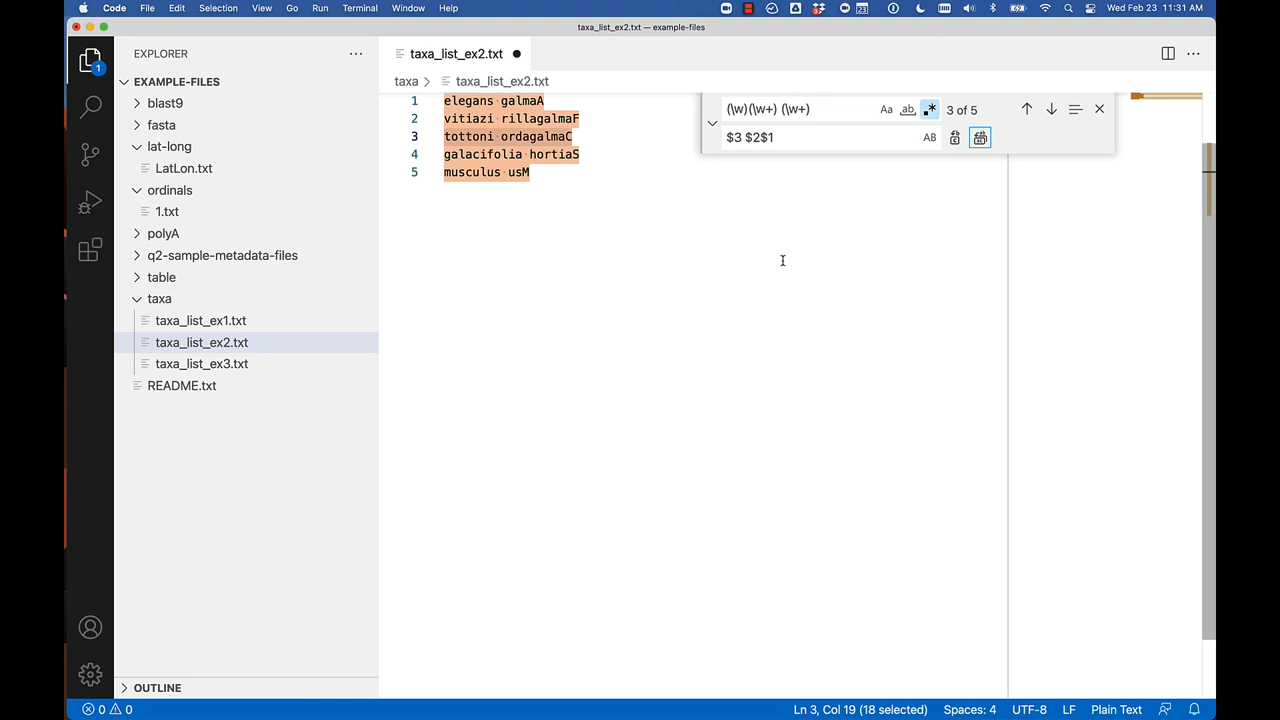 Code File Edit Selection View Go Run Terminal Window Help Wed Feb 23 11:31 AM
taxa_list_ex2.txt — example-files
EXPLORER
taxa_list_ex2.txt
EXAMPLE-FILES
taxa > taxa_list_ex2.txt
blast9
fasta
lat-long
LatLon.txt
ordinals
1.txt
polyA
q2-sample-metadata-files
table
taxa
taxa_list_ex1.txt
taxa_list_ex2.txt
taxa_list_ex3.txt
README.txt
OUTLINE
1 elegans galmaA
2 vitiazi rillagalmaF
3 tottoni ordagalmaC
4 galacifolia hortiaS
5 musculus usM
(\w)(\w+) (\w+) Aa ab .* 3 of 5
$3 $2$1 AB
1
0 0 Ln 3, Col 19 (18 selected) Spaces: 4 UTF-8 LF Plain Text